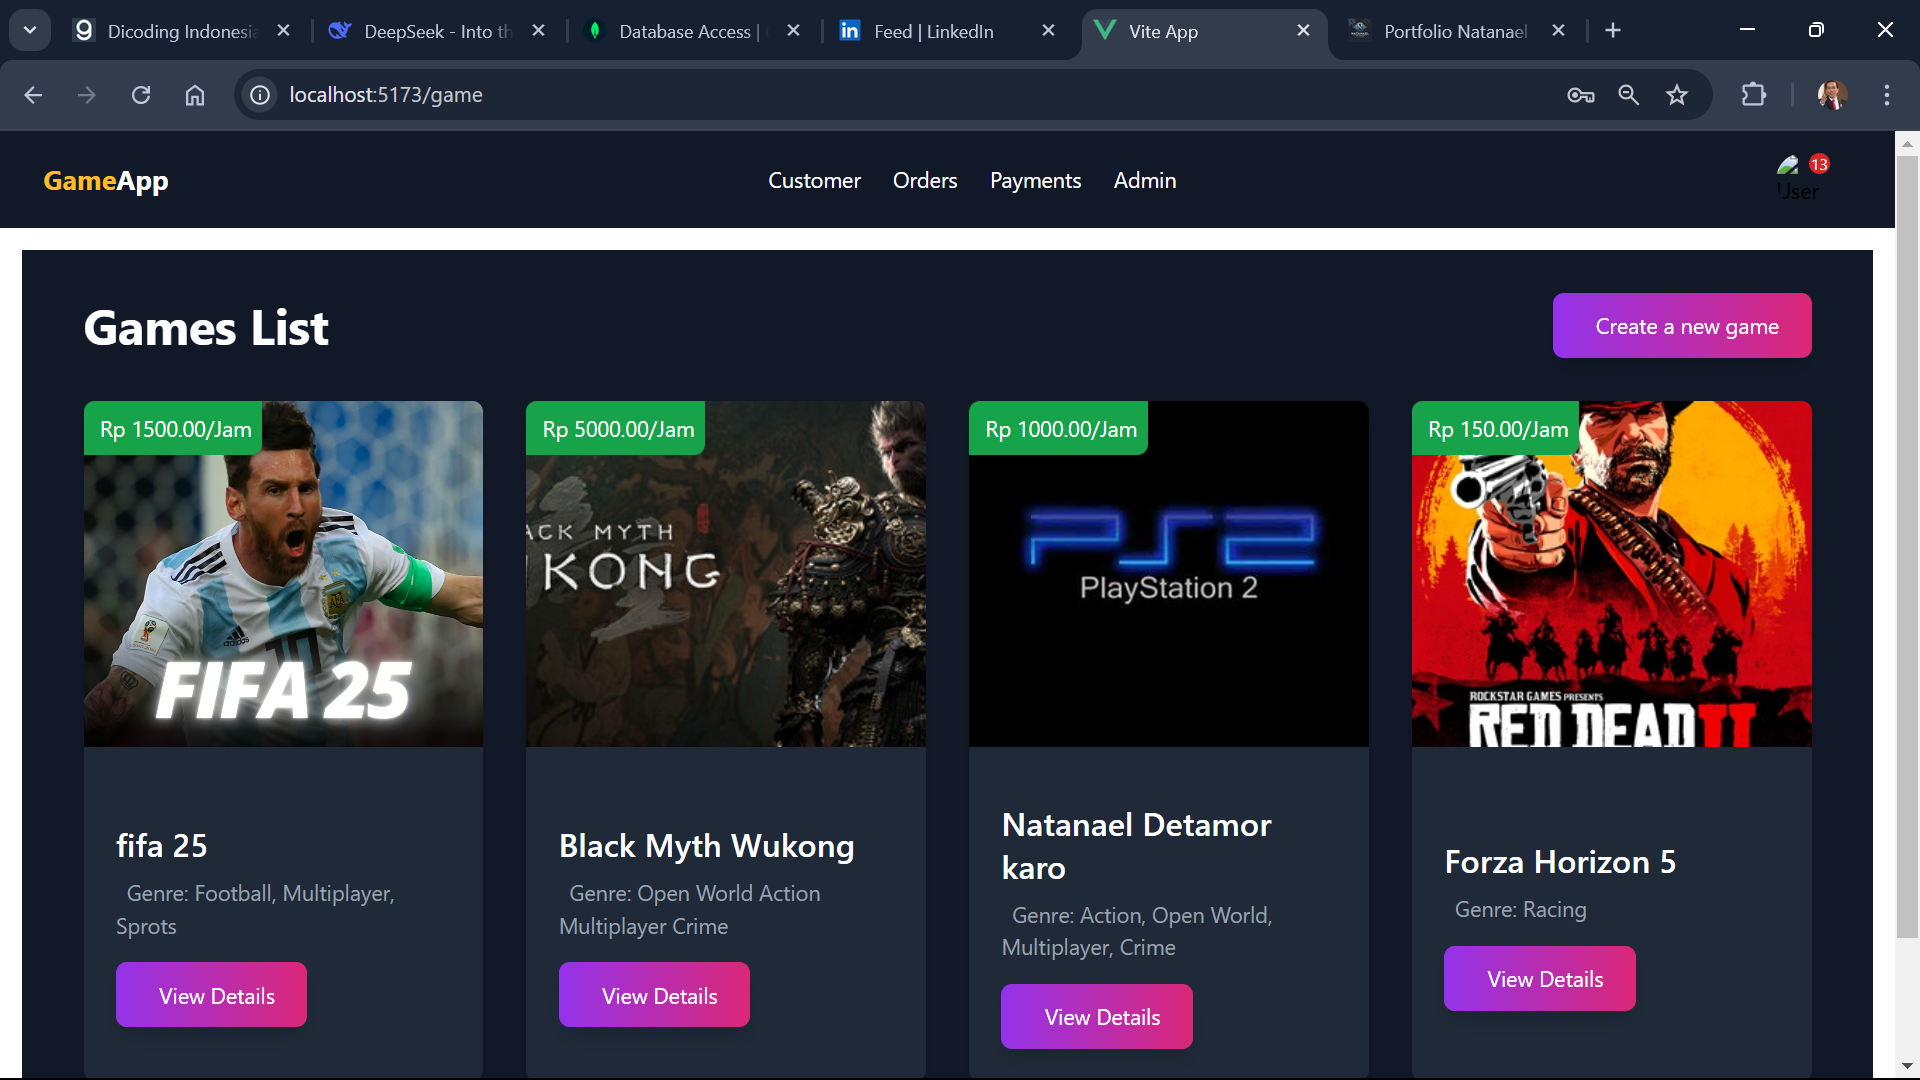 Dicoding Indonesia
DeepSeek - Into th
Database Access |
Feed | LinkedIn
Vite App
Portfolio Natanael
localhost:5173/game
GameApp
Customer
Orders
Payments
Admin
13
User
Games List
Create a new game
Rp 1500.00/Jam
FIFA 25
fifa 25
Genre: Football, Multiplayer,
Sprots
View Details
Rp 5000.00/Jam
ACK MYTH
KONG
Black Myth Wukong
Genre: Open World Action
Multiplayer Crime
View Details
Rp 1000.00/Jam
PS2
PlayStation 2
Natanael Detamor
karo
Genre: Action, Open World,
Multiplayer, Crime
View Details
Rp 150.00/Jam
ROCKSTAR GAMES PRESENTS
RED DEAD II
Forza Horizon 5
Genre: Racing
View Details